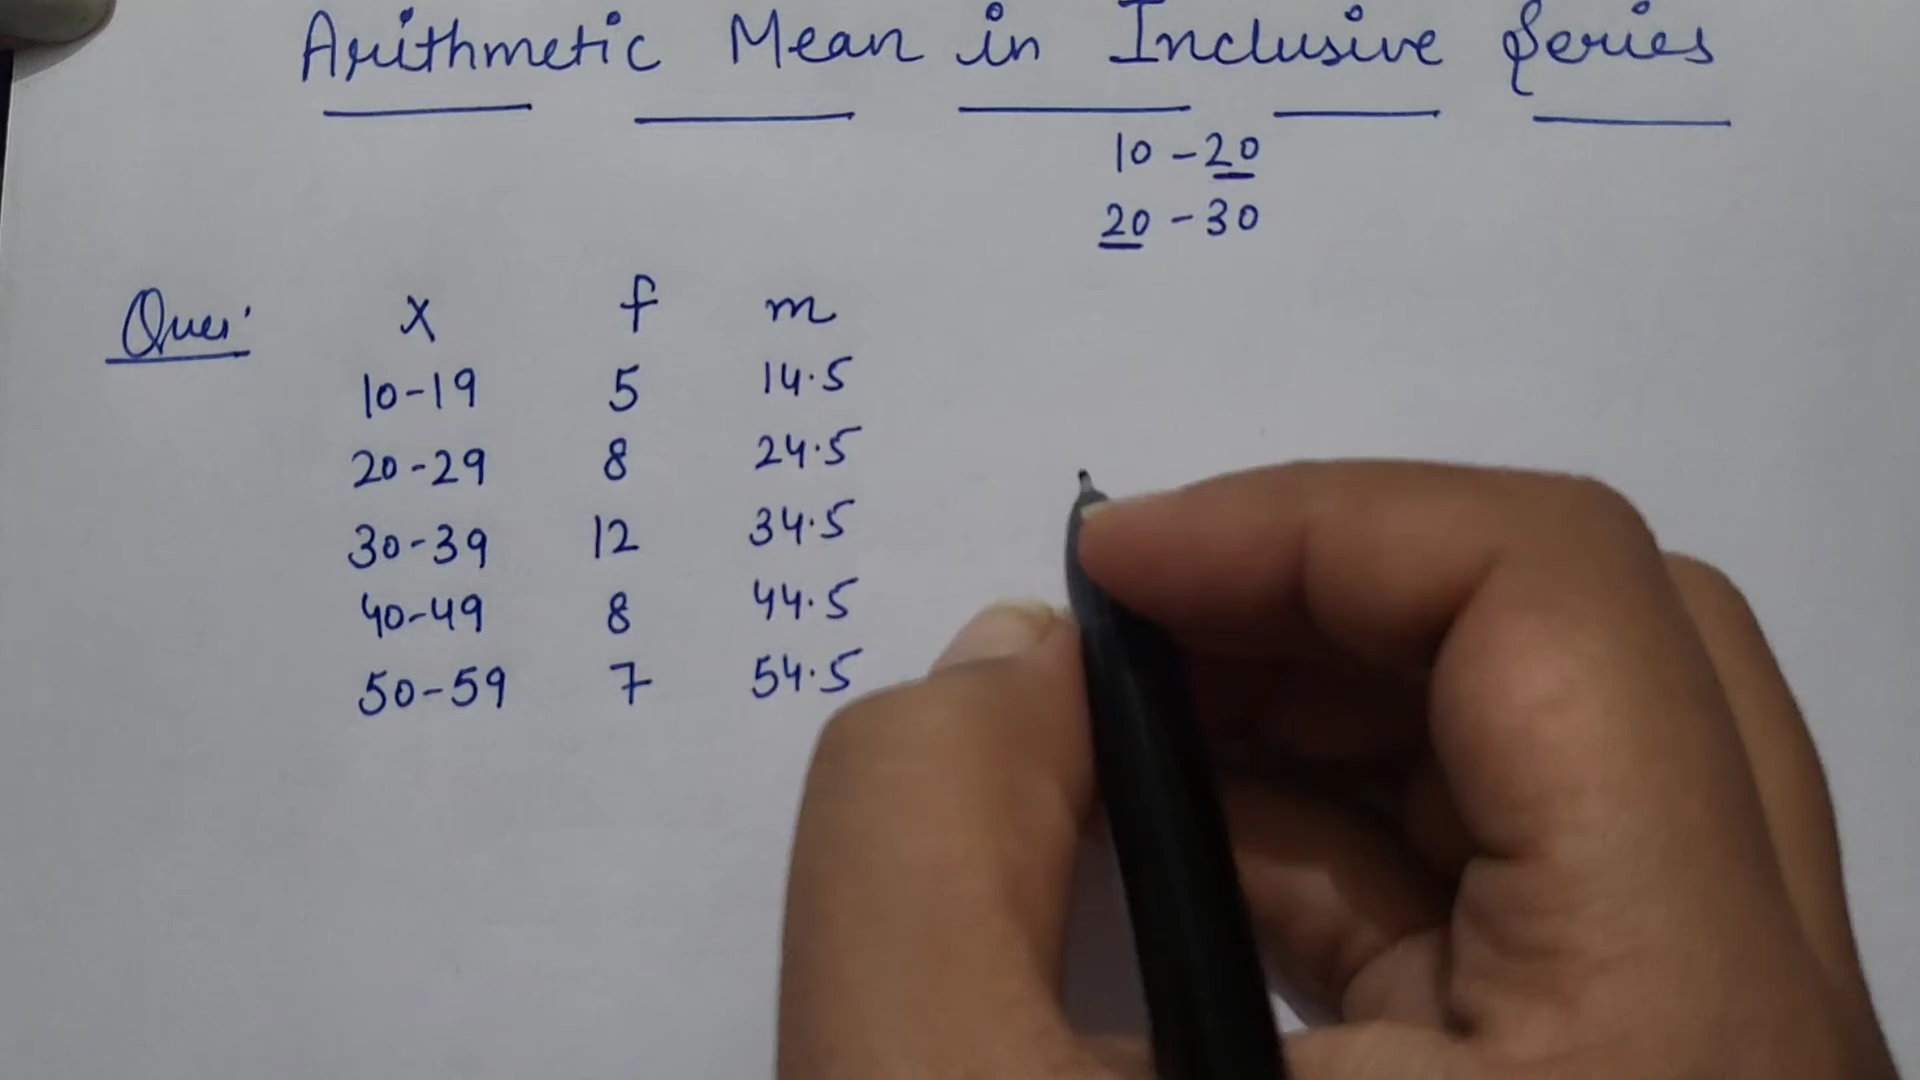 Arithmetic Mean in Inclusive Series
10-20
20-30
Ques: X f m
10-19 5 14.5
20-29 8 24.5
30-39 12 34.5
40-49 8 44.5
50-59 7 54.5